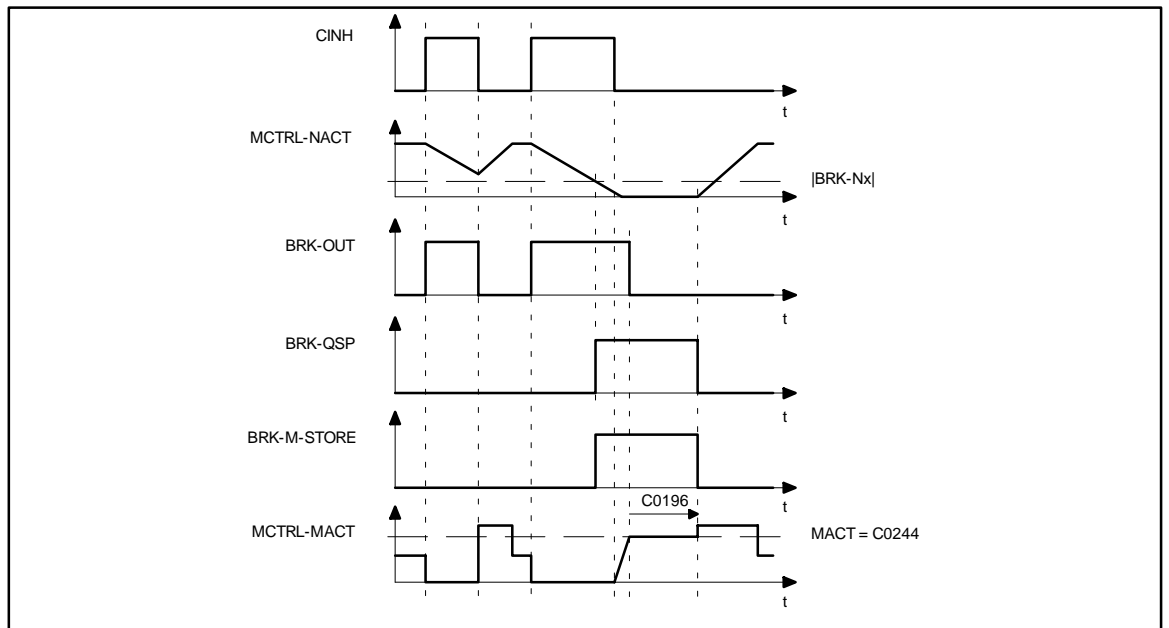 CINH
t
MCTRL-NACT
|BRK-Nx|
t
BRK-OUT
t
BRK-QSP
t
BRK-M-STORE
C0196
t
MCTRL-MACT
MACT = C0244
t